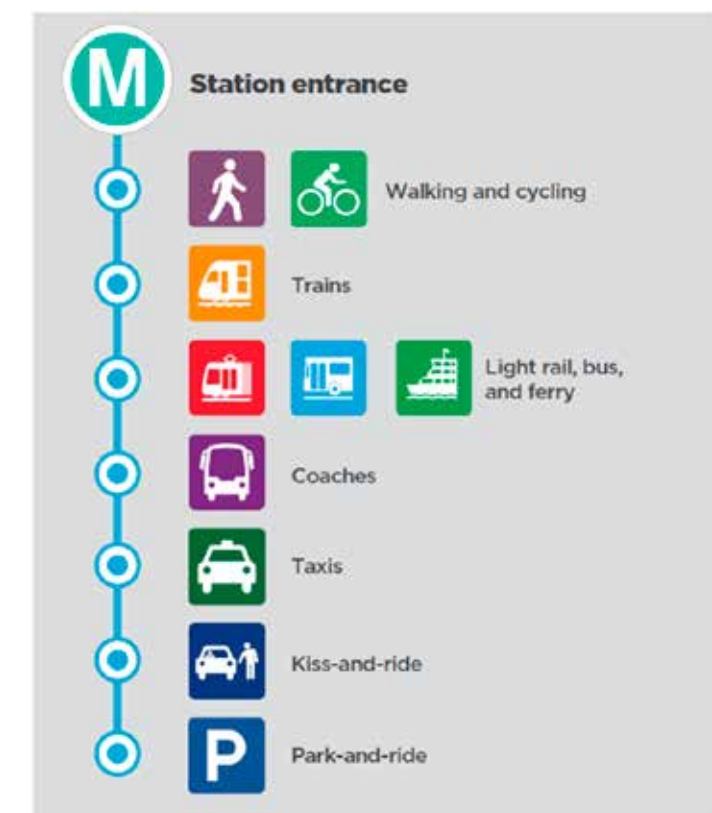 M
Station entrance
Walking and cycling
Trains
Light rail, bus,
and ferry
Coaches
Taxis
Kiss-and-ride
P
Park-and-ride